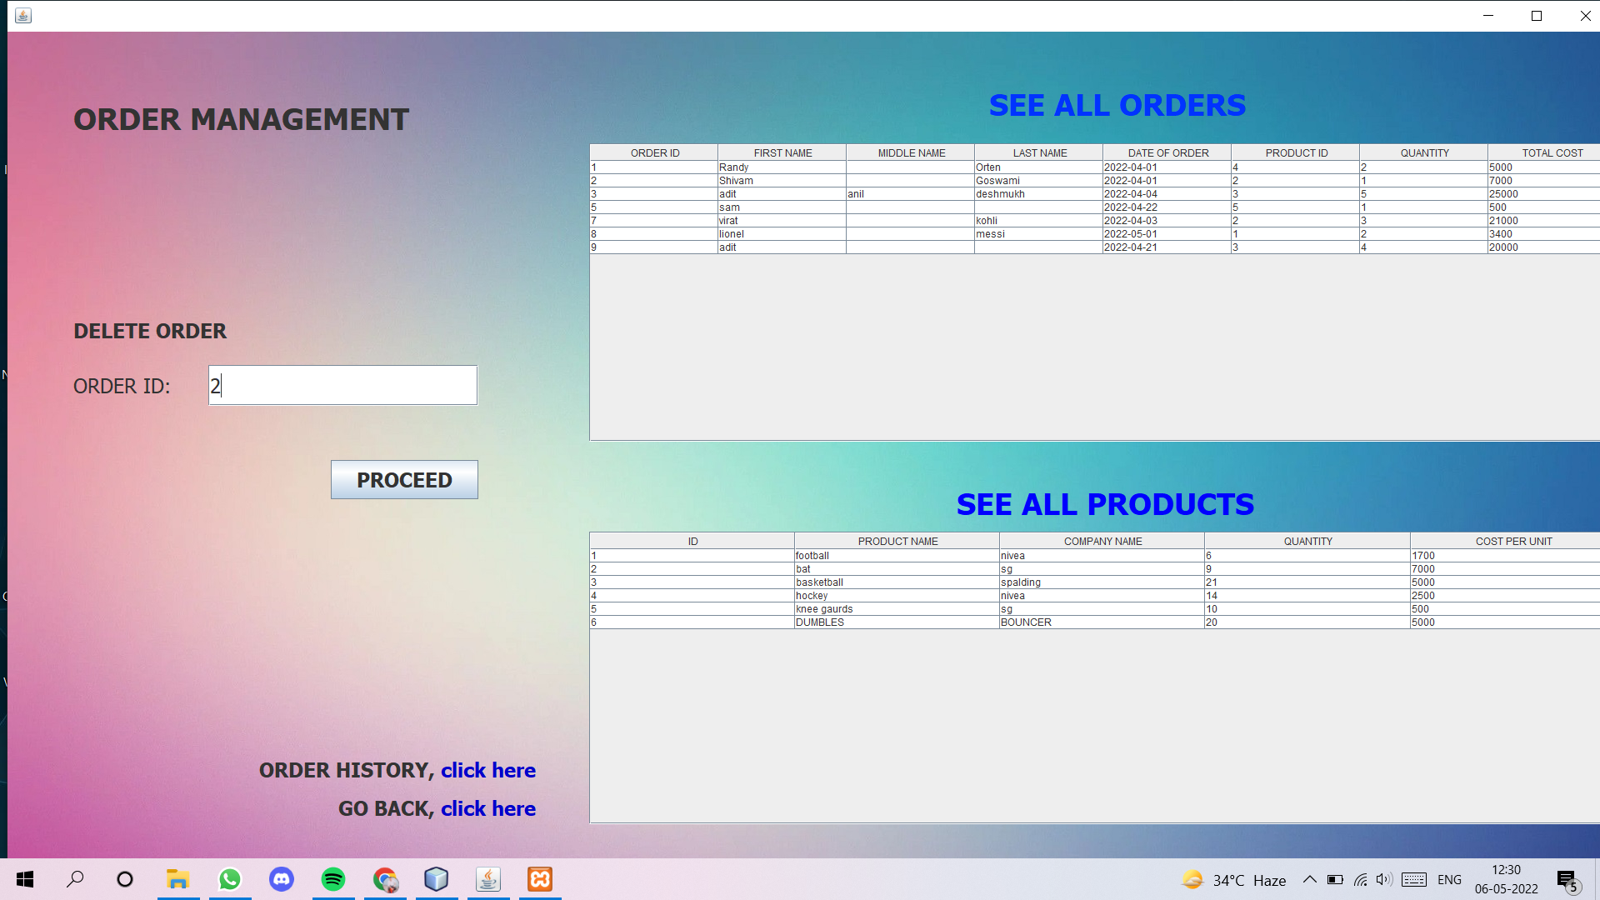 ORDER MANAGEMENT
DELETE ORDER
ORDER ID: 2
PROCEED
ORDER HISTORY, click here
GO BACK, click here
SEE ALL ORDERS
ORDER ID FIRST NAME MIDDLE NAME LAST NAME DATE OF ORDER PRODUCT ID QUANTITY TOTAL COST
1 Randy Orten 2022-04-01 4 2 5000
2 Shivam Goswami 2022-04-01 2 1 7000
3 adit anil deshmukh 2022-04-04 3 5 25000
5 sam 2022-04-22 5 1 500
7 virat kohli 2022-04-03 2 3 21000
8 lionel messi 2022-05-01 1 2 3400
9 adit 2022-04-21 3 4 20000
SEE ALL PRODUCTS
ID PRODUCT NAME COMPANY NAME QUANTITY COST PER UNIT
1 football nivea 6 1700
2 bat sg 9 7000
3 basketball spalding 21 5000
4 hockey nivea 14 2500
5 knee gaurds sg 10 500
6 DUMBLES BOUNCER 20 5000
34°C Haze ENG 12:30
06-05-2022
5